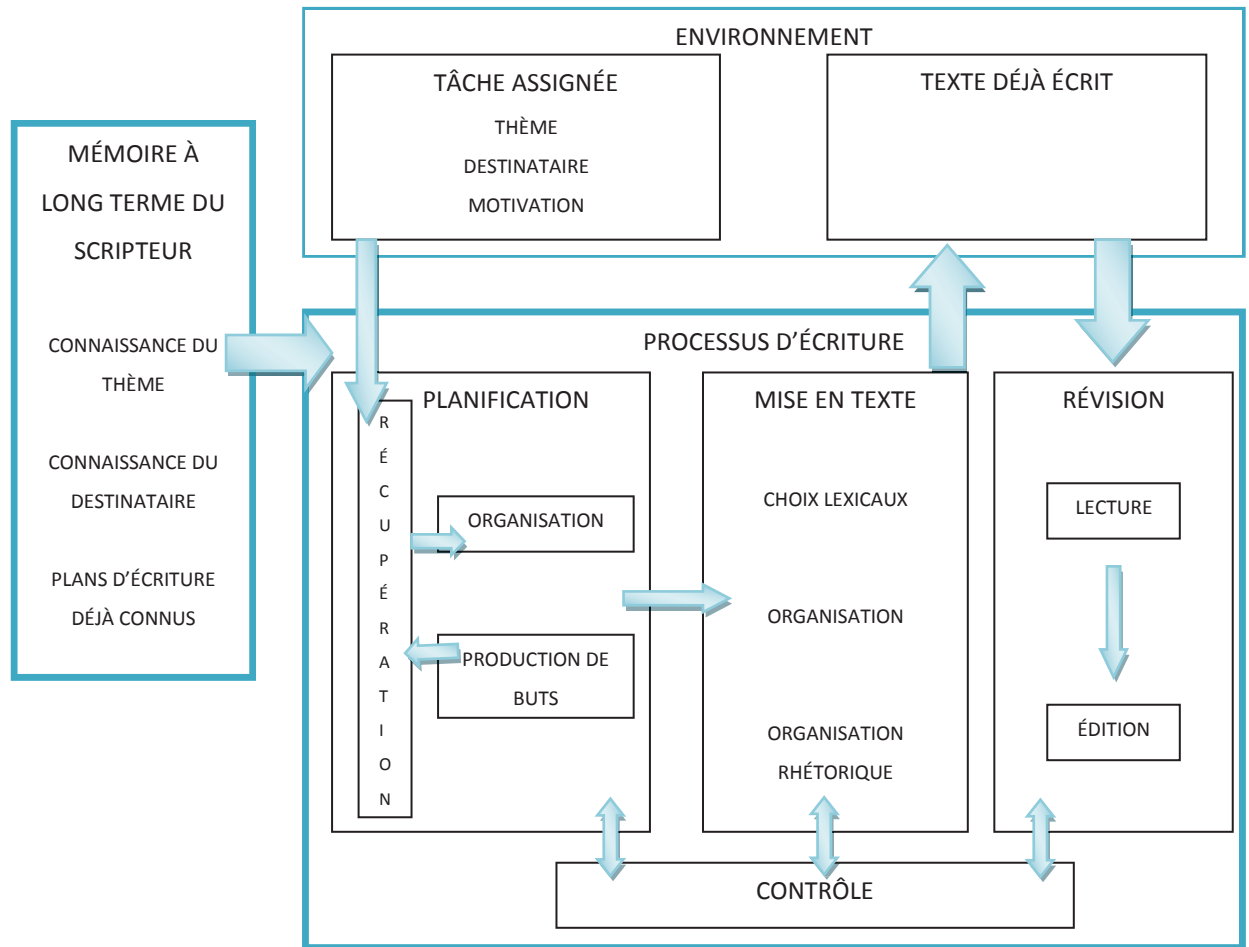 ENVIRONNEMENT
TÂCHE ASSIGNÉE
THÈME
DESTINATAIRE
MOTIVATION
TEXTE DÉJÀ ÉCRIT
MÉMOIRE À
LONG TERME DU
SCRIPTEUR
CONNAISSANCE DU
THÈME
CONNAISSANCE DU
DESTINATAIRE
PLANS D’ÉCRITURE
DÉJÀ CONNUS
PROCESSUS D’ÉCRITURE
PLANIFICATION
R
É
C
U
P
É
R
A
T
I
O
N
ORGANISATION
PRODUCTION DE
BUTS
MISE EN TEXTE
CHOIX LEXICAUX
ORGANISATION
ORGANISATION
RHÉTORIQUE
RÉVISION
LECTURE
ÉDITION
CONTRÔLE